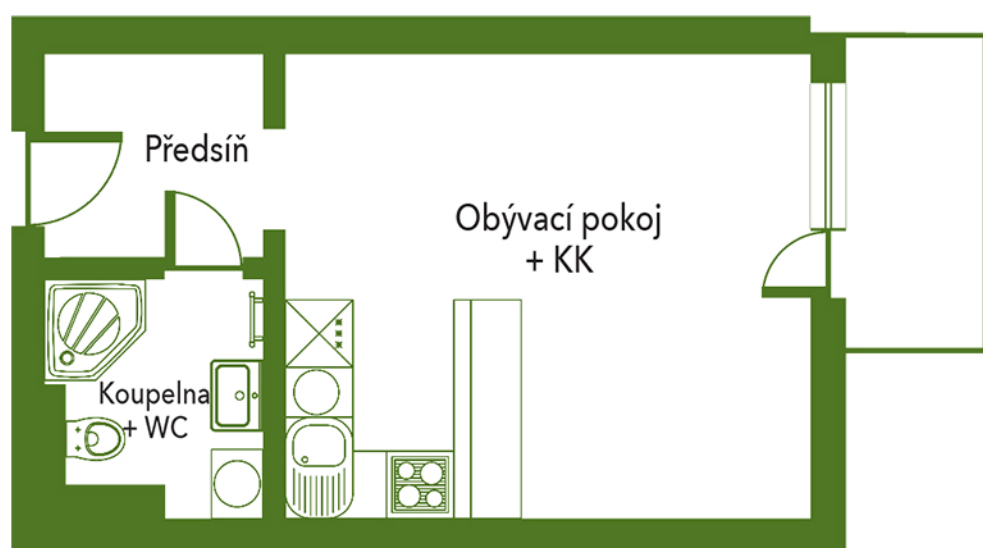 Předsíň
Obývací pokoj
+ KK
Koupelna
+ WC